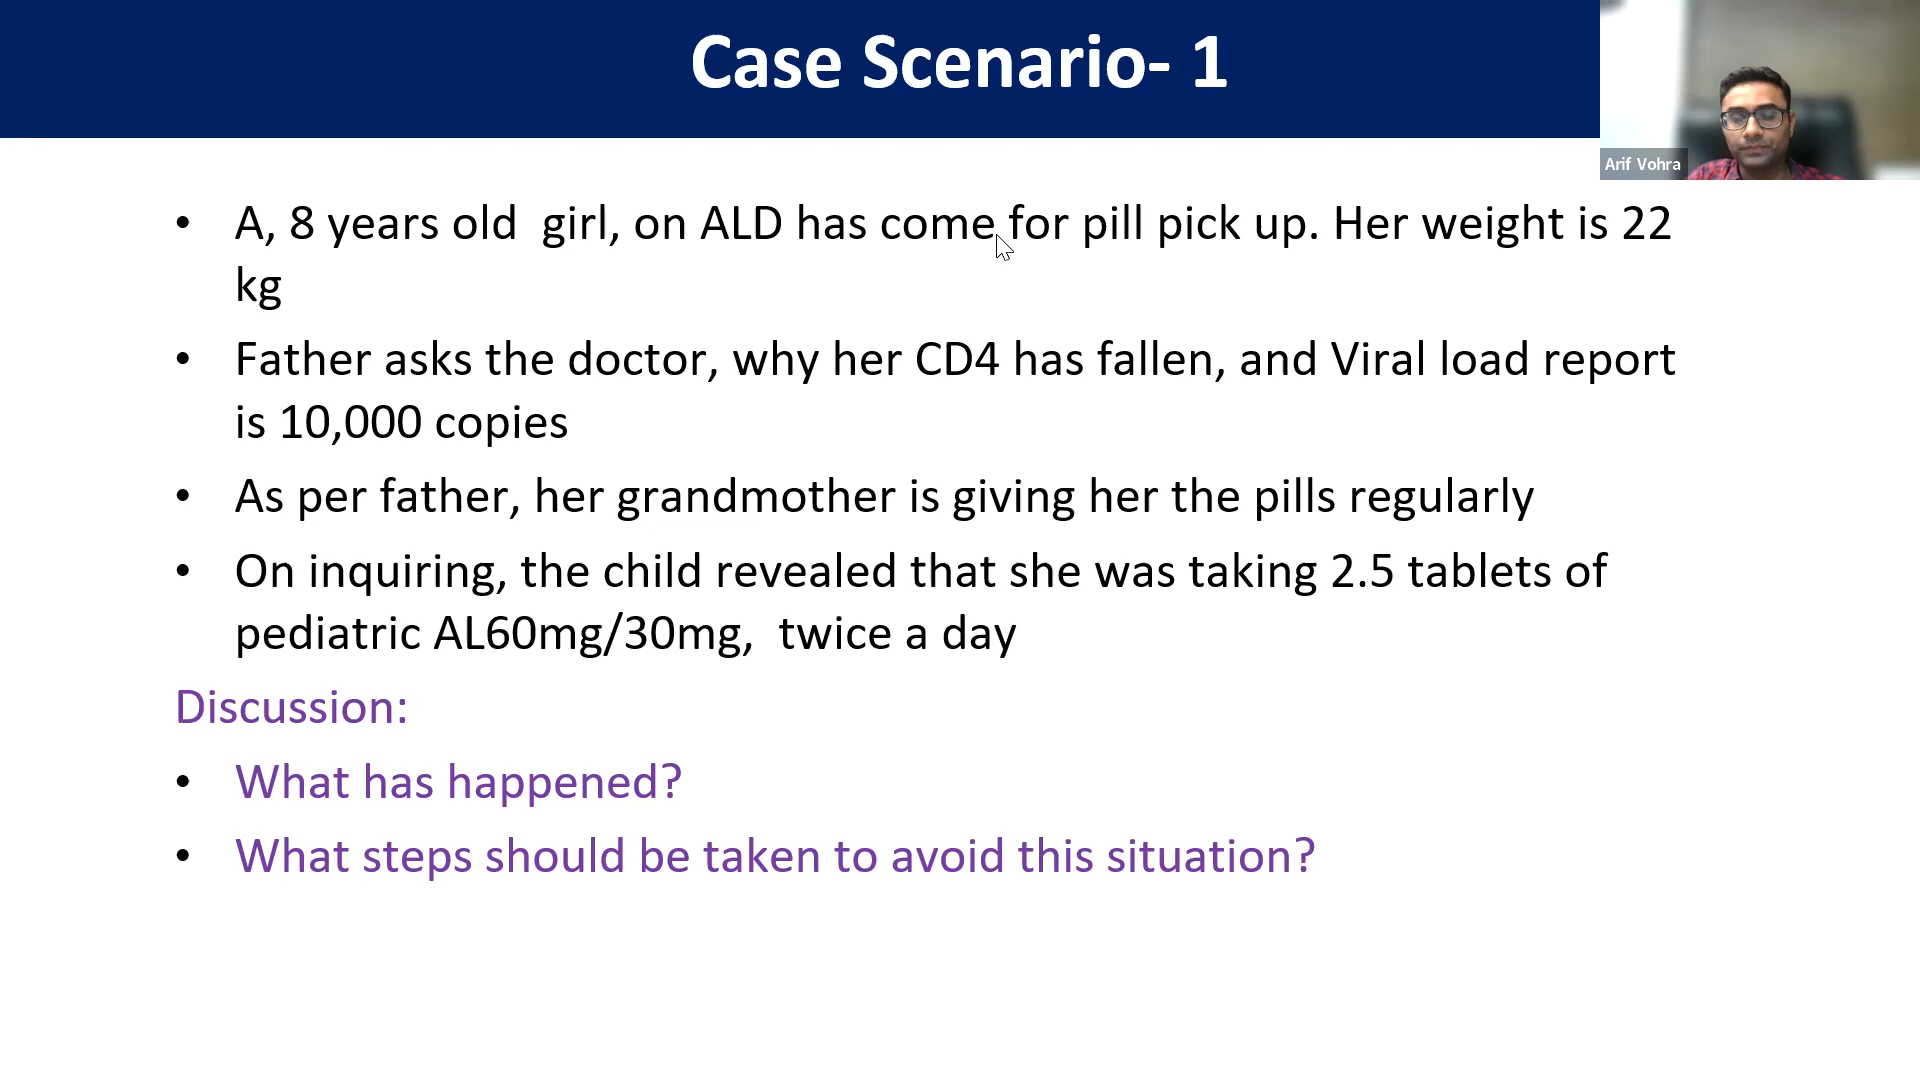 Case Scenario- 1
Arif Vohra
• A, 8 years old  girl, on ALD has come for pill pick up. Her weight is 22
kg
• Father asks the doctor, why her CD4 has fallen, and Viral load report
is 10,000 copies
• As per father, her grandmother is giving her the pills regularly
• On inquiring, the child revealed that she was taking 2.5 tablets of
pediatric AL60mg/30mg,  twice a day
Discussion:
• What has happened?
• What steps should be taken to avoid this situation?